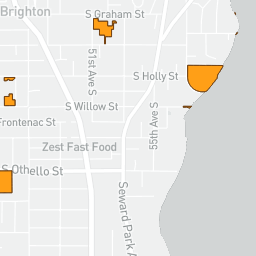 Brighton
S Graham St
51st Ave S
S Holly St
S Willow St
55th Ave S
Frontenac St
Zest Fast Food
S Othello St
Seward Park A